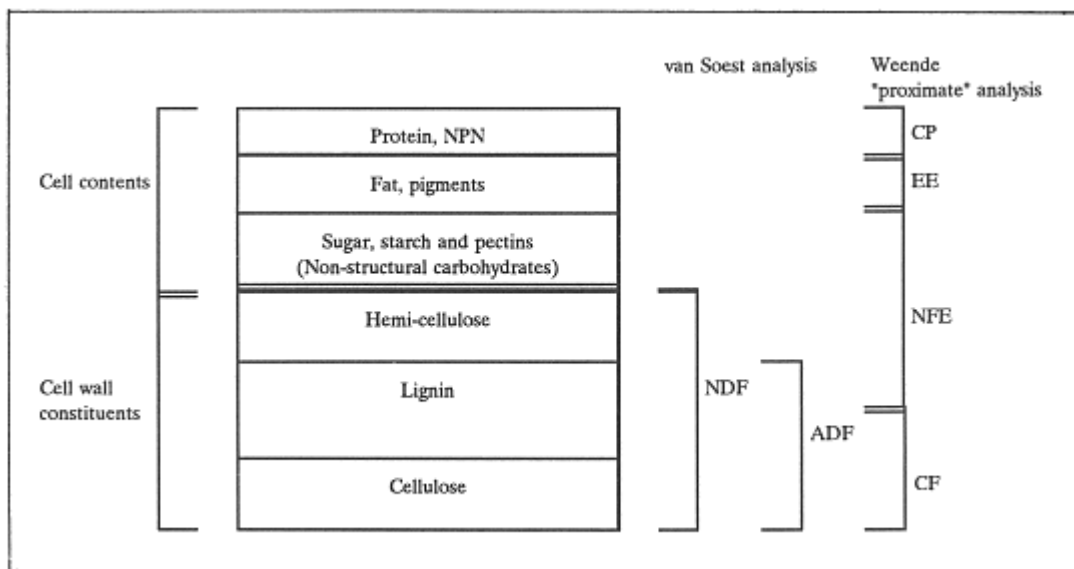 van Soest analysis
Weende
"proximate" analysis
Protein, NPN
CP
Cell contents
Fat, pigments
EE
Sugar, starch and pectins
(Non-structural carbohydrates)
Hemi-cellulose
NFE
Cell wall
constituents
Lignin
NDF
ADF
Cellulose
CF